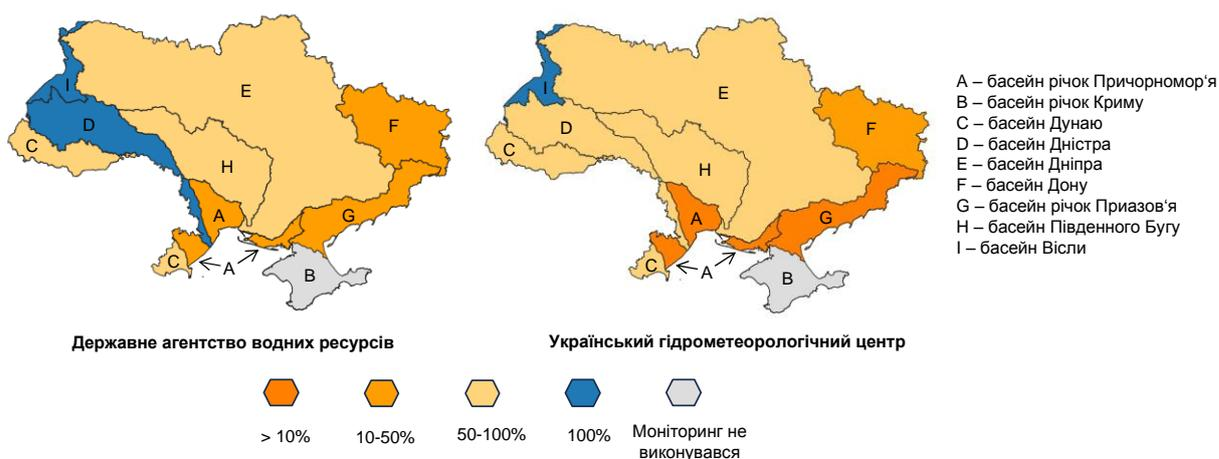 I
E
D
F
C
H
A
G
C
A
B
I
E
D
F
C
H
A
G
C
A
B
А – басейн річок Причорномор‘я
В – басейн річок Криму
С – басейн Дунаю
D – басейн Дністра
Е – басейн Дніпра
F – басейн Дону
G – басейн річок Приазов‘я
Н – басейн Південного Бугу
І – басейн Вісли
Державне агентство водних ресурсів
Український гідрометеорологічний центр
> 10%
10-50%
50-100%
100%
Моніторинг не
виконувався